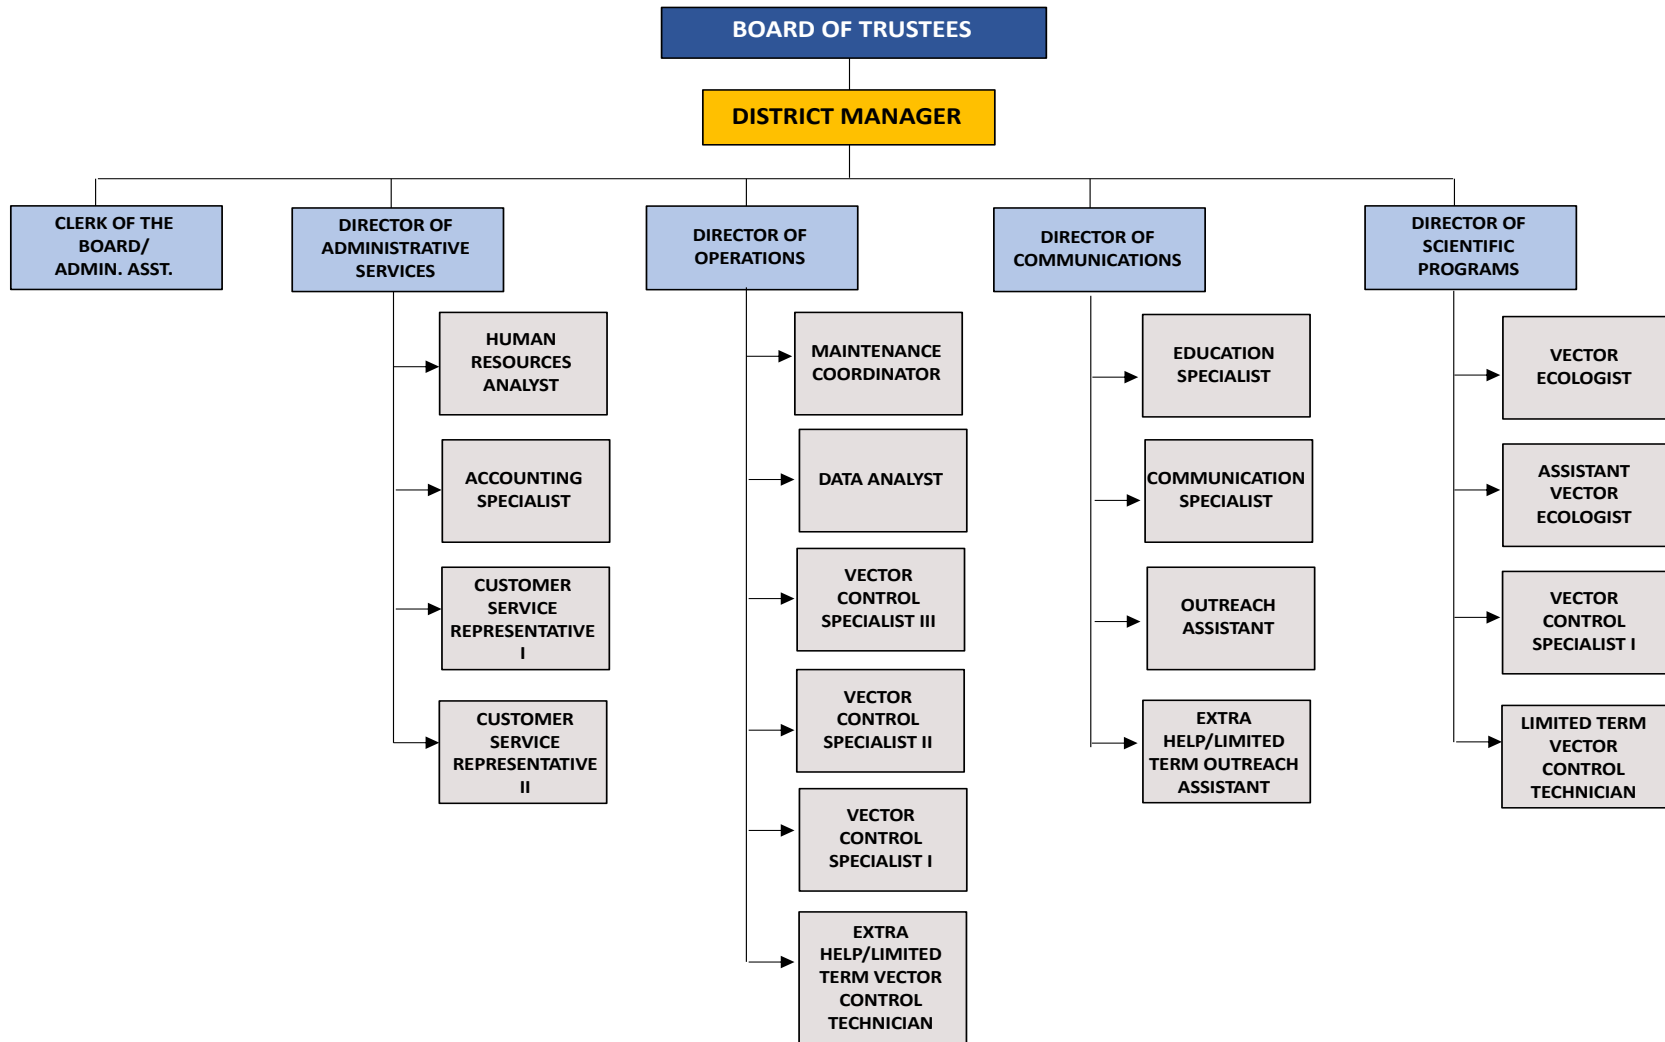 BOARD OF TRUSTEES
DISTRICT MANAGER
CLERK OF THE
BOARD/
ADMIN. ASST.
DIRECTOR OF
ADMINISTRATIVE
SERVICES
DIRECTOR OF
OPERATIONS
DIRECTOR OF
COMMUNICATIONS
DIRECTOR OF
SCIENTIFIC
PROGRAMS
HUMAN
RESOURCES
ANALYST
ACCOUNTING
SPECIALIST
CUSTOMER
SERVICE
REPRESENTATIVE
I
CUSTOMER
SERVICE
REPRESENTATIVE
II
MAINTENANCE
COORDINATOR
DATA ANALYST
VECTOR
CONTROL
SPECIALIST III
VECTOR
CONTROL
SPECIALIST II
VECTOR
CONTROL
SPECIALIST I
EXTRA
HELP/LIMITED
TERM VECTOR
CONTROL
TECHNICIAN
EDUCATION
SPECIALIST
COMMUNICATION
SPECIALIST
OUTREACH
ASSISTANT
EXTRA
HELP/LIMITED
TERM OUTREACH
ASSISTANT
VECTOR
ECOLOGIST
ASSISTANT
VECTOR
ECOLOGIST
VECTOR
CONTROL
SPECIALIST I
LIMITED TERM
VECTOR
CONTROL
TECHNICIAN